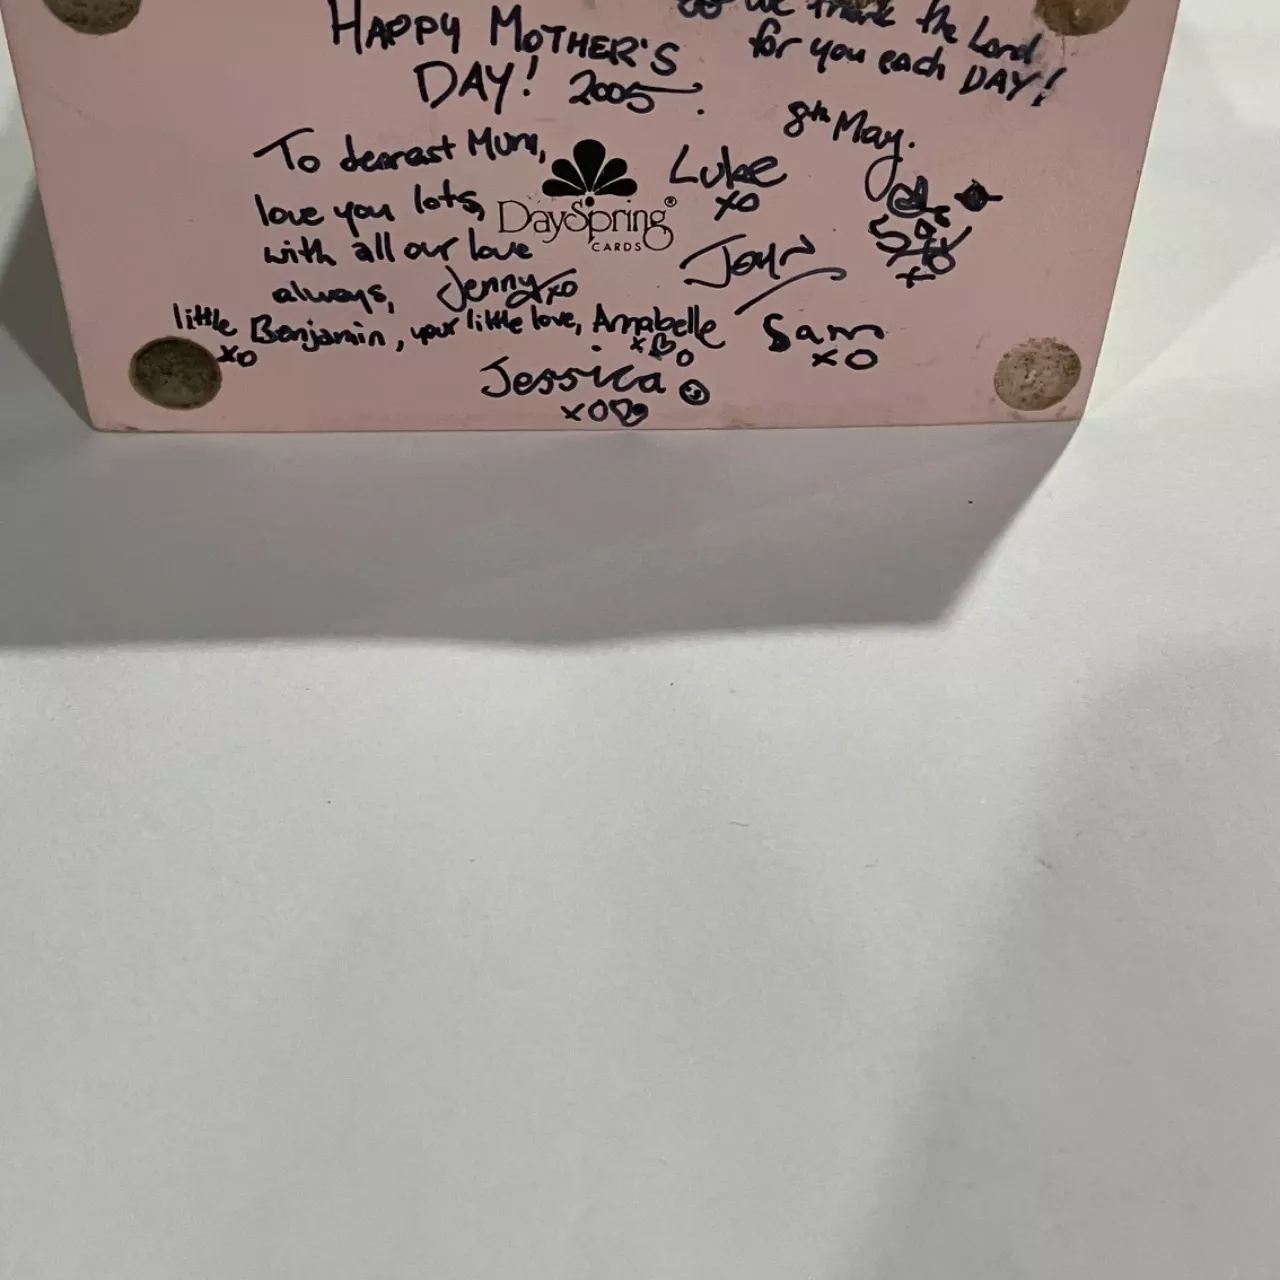 we thank the Lord
for you each DAY!
HAPPY MOTHER'S
DAY! 2005.
8th May.
To dearest Mum,
love you lots,
with all our love
always, Jenny xo
little Benjamin, your little love, Annabelle
xo
x o
Jessica
xo
DaySpring®
CARDS
Luke
xo
Sam
xo